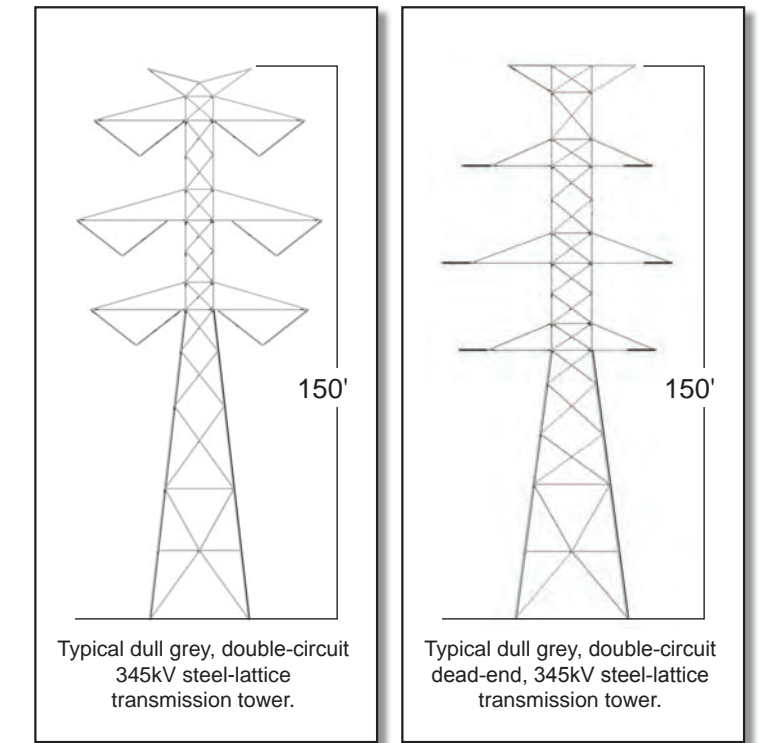 150'
Typical dull grey, double-circuit
345kV steel-lattice
transmission tower.
150'
Typical dull grey, double-circuit
dead-end, 345kV steel-lattice
transmission tower.